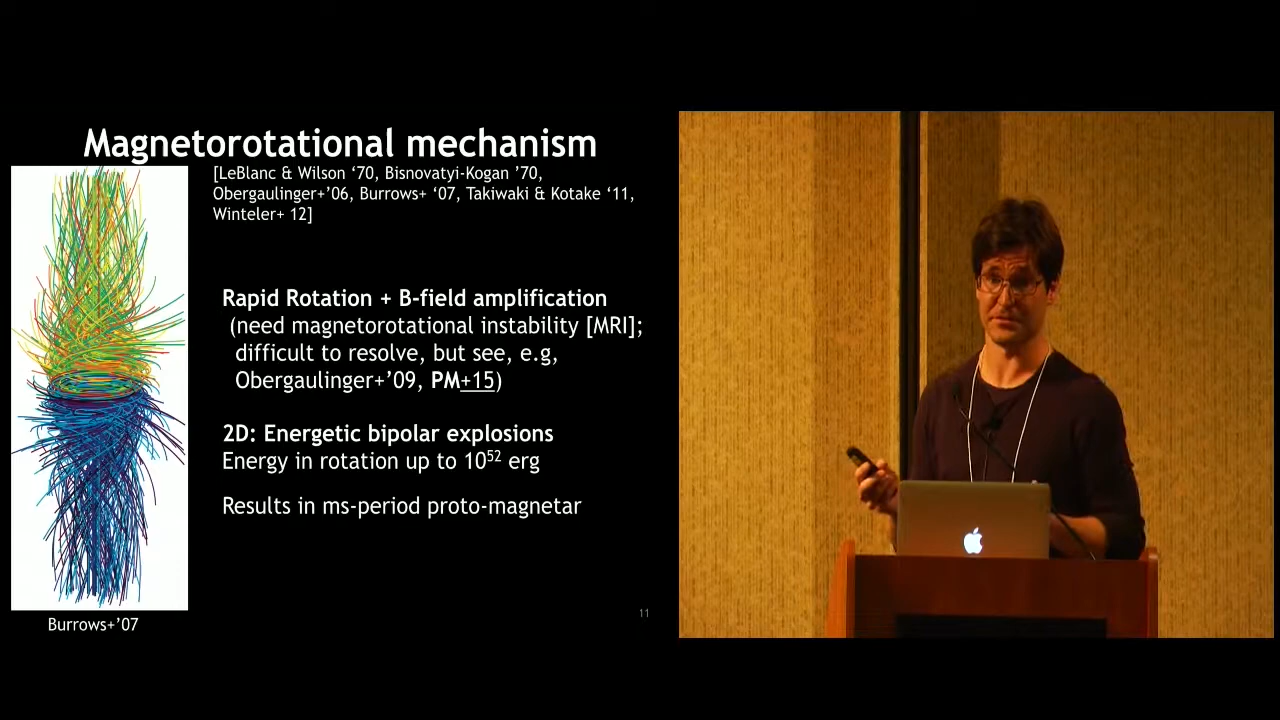 Magnetorotational mechanism
[LeBlanc & Wilson ‘70, Bisnovatyi-Kogan ’70,
Obergaulinger+’06, Burrows+ ‘07, Takiwaki & Kotake ‘11,
Winteler+ 12]
Rapid Rotation + B-field amplification
(need magnetorotational instability [MRI];
difficult to resolve, but see, e.g,
Obergaulinger+’09, PM+15)
2D: Energetic bipolar explosions
Energy in rotation up to 10⁵² erg
Results in ms-period proto-magnetar
11
Burrows+’07